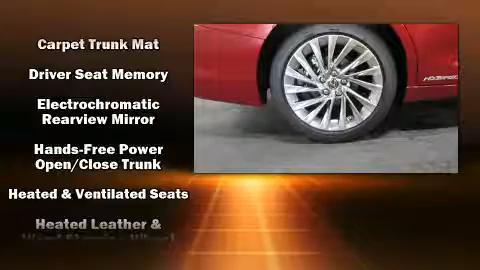 Carpet Trunk Mat
Driver Seat Memory
Electrochromatic
Rearview Mirror
Hands-Free Power
Open/Close Trunk
Heated & Ventilated Seats
Heated Leather &